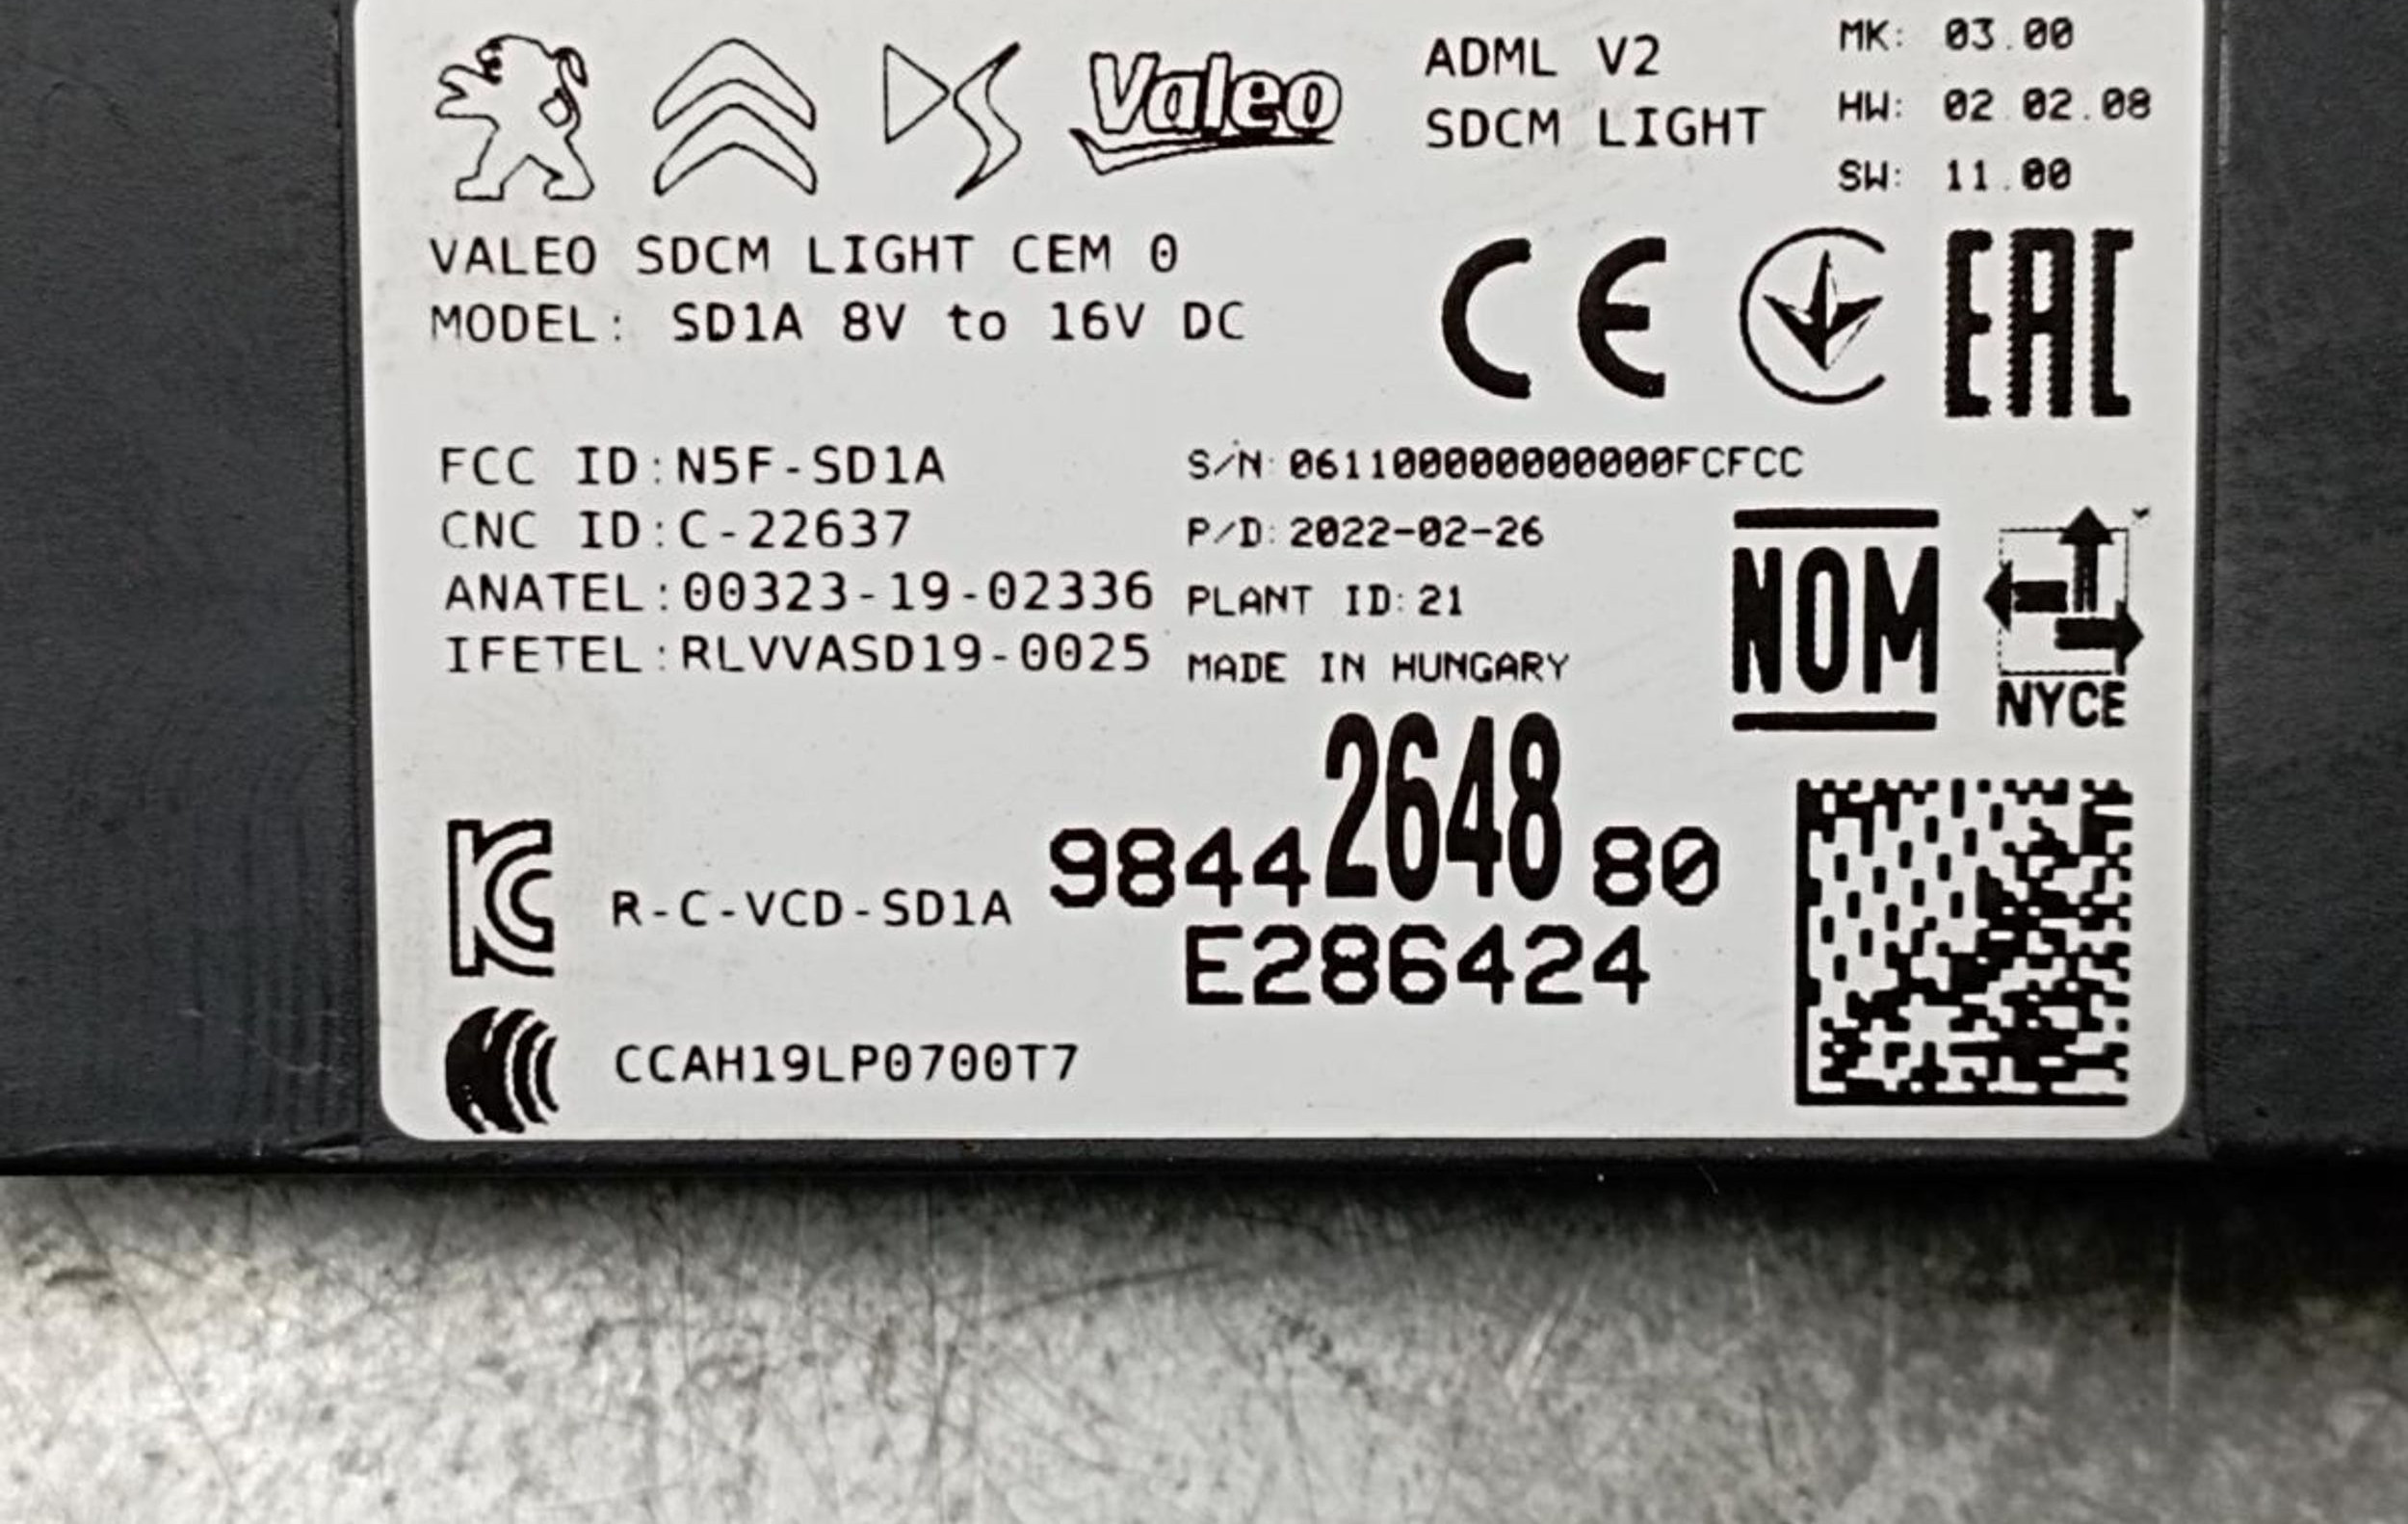 DS
Valeo
ADML V2
SDCM LIGHT
MK: 03.00
HW: 02.02.08
SW: 11.00
VALEO SDCM LIGHT CEM 0
MODEL: SD1A 8V to 16V DC
CE
EAC
FCC ID:N5F-SD1A
CNC ID:C-22637
ANATEL:00323-19-02336
IFETEL:RLVVASD19-0025
S/N:061100000000000FCFCC
P/D:2022-02-26
PLANT ID:21
MADE IN HUNGARY
NOM
NYCE
9844 2648 80
E286424
R-C-VCD-SD1A
CCAH19LP0700T7